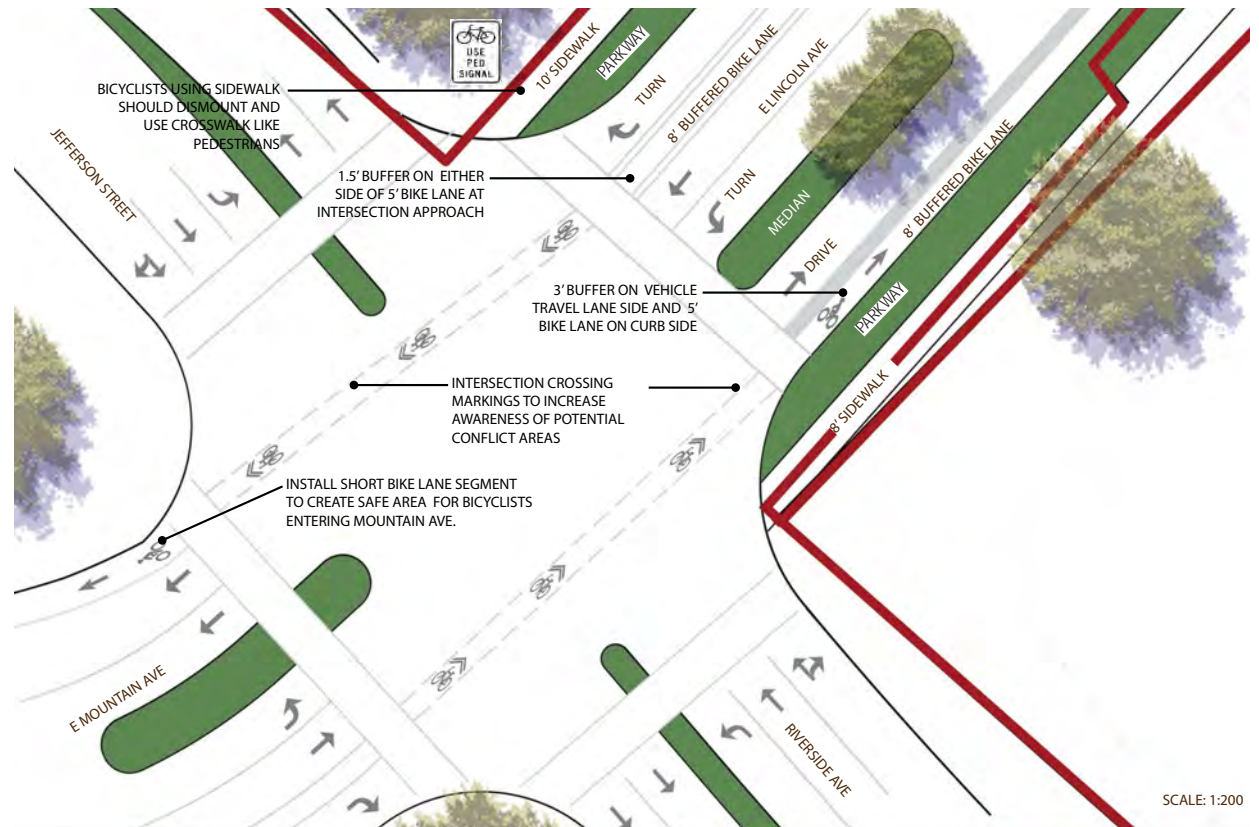 USE
PED
SIGNAL
10' SIDEWALK
PARKWAY
BICYCLISTS USING SIDEWALK
SHOULD DISMOUNT AND
USE CROSSWALK LIKE
PEDESTRIANS
TURN
8' BUFFERED BIKE LANE
E LINCOLN AVE
JEFFERSON STREET
1.5' BUFFER ON EITHER
SIDE OF 5' BIKE LANE AT
INTERSECTION APPROACH
TURN
MEDIAN
DRIVE
8' BUFFERED BIKE LANE
PARKWAY
3' BUFFER ON VEHICLE
TRAVEL LANE SIDE AND 5'
BIKE LANE ON CURB SIDE
8' SIDEWALK
INTERSECTION CROSSING
MARKINGS TO INCREASE
AWARENESS OF POTENTIAL
CONFLICT AREAS
INSTALL SHORT BIKE LANE SEGMENT
TO CREATE SAFE AREA FOR BICYCLISTS
ENTERING MOUNTAIN AVE.
E MOUNTAIN AVE
RIVERSIDE AVE
SCALE: 1:200